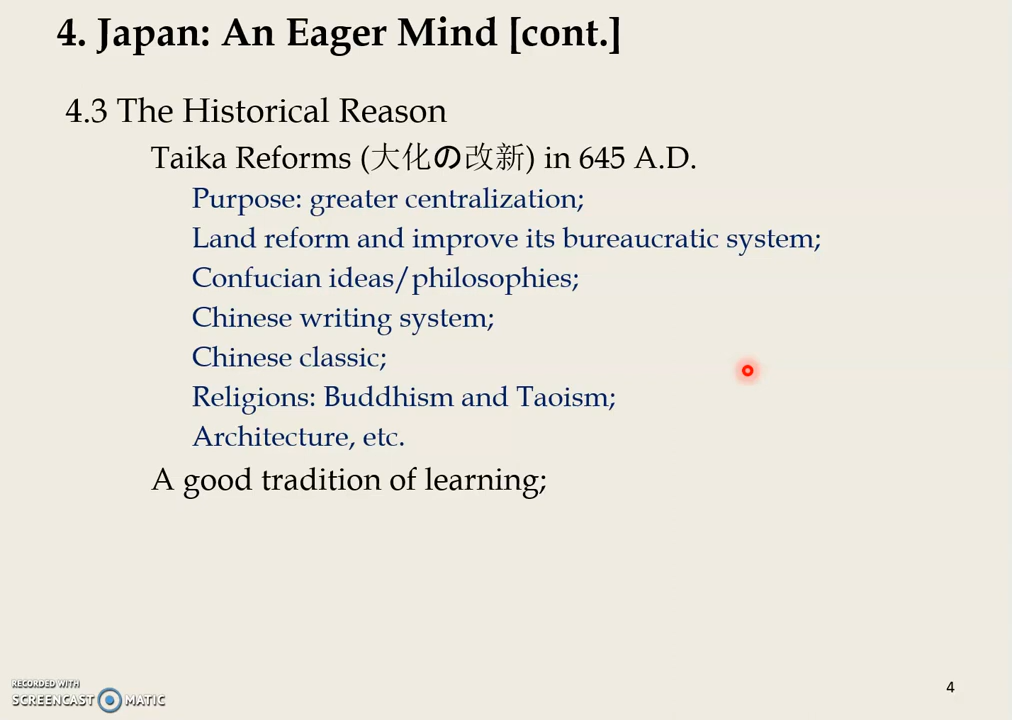 4. Japan: An Eager Mind [cont.]
4.3 The Historical Reason
Taika Reforms (大化の改新) in 645 A.D.
Purpose: greater centralization;
Land reform and improve its bureaucratic system;
Confucian ideas/philosophies;
Chinese writing system;
Chinese classic;
Religions: Buddhism and Taoism;
Architecture, etc.
A good tradition of learning;
RECORDED WITH
SCREENCAST MATIC
4